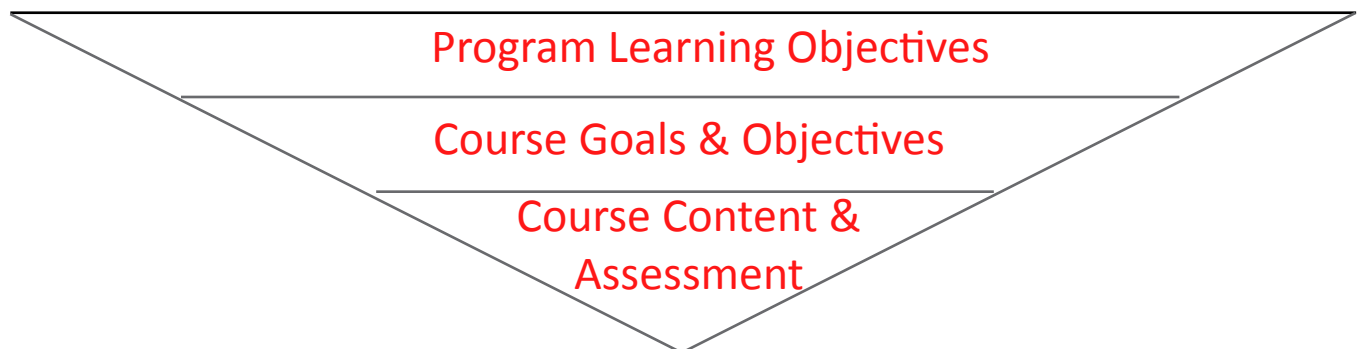 Program Learning Objectives
Course Goals & Objectives
Course Content &
Assessment